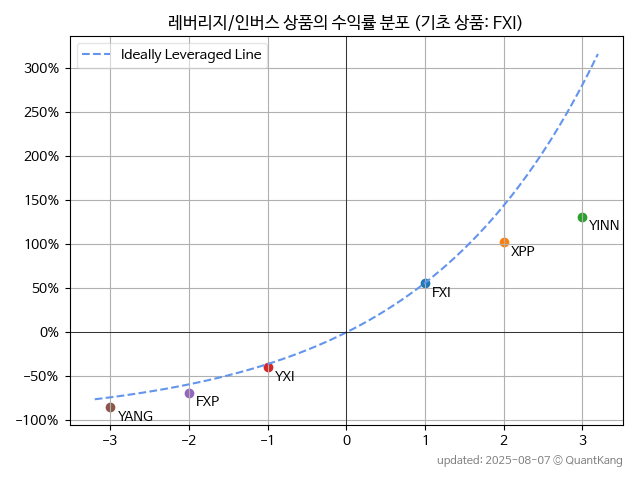 레버리지/인버스 상품의 수익률 분포 (기초 상품: FXI)
Ideally Leveraged Line
300%
250%
200%
150%
100%
50%
0%
−50%
−100%
YINN
XPP
FXI
YXI
FXP
YANG
−3
−2
−1
0
1
2
3
updated: 2025-08-07 © QuantKang